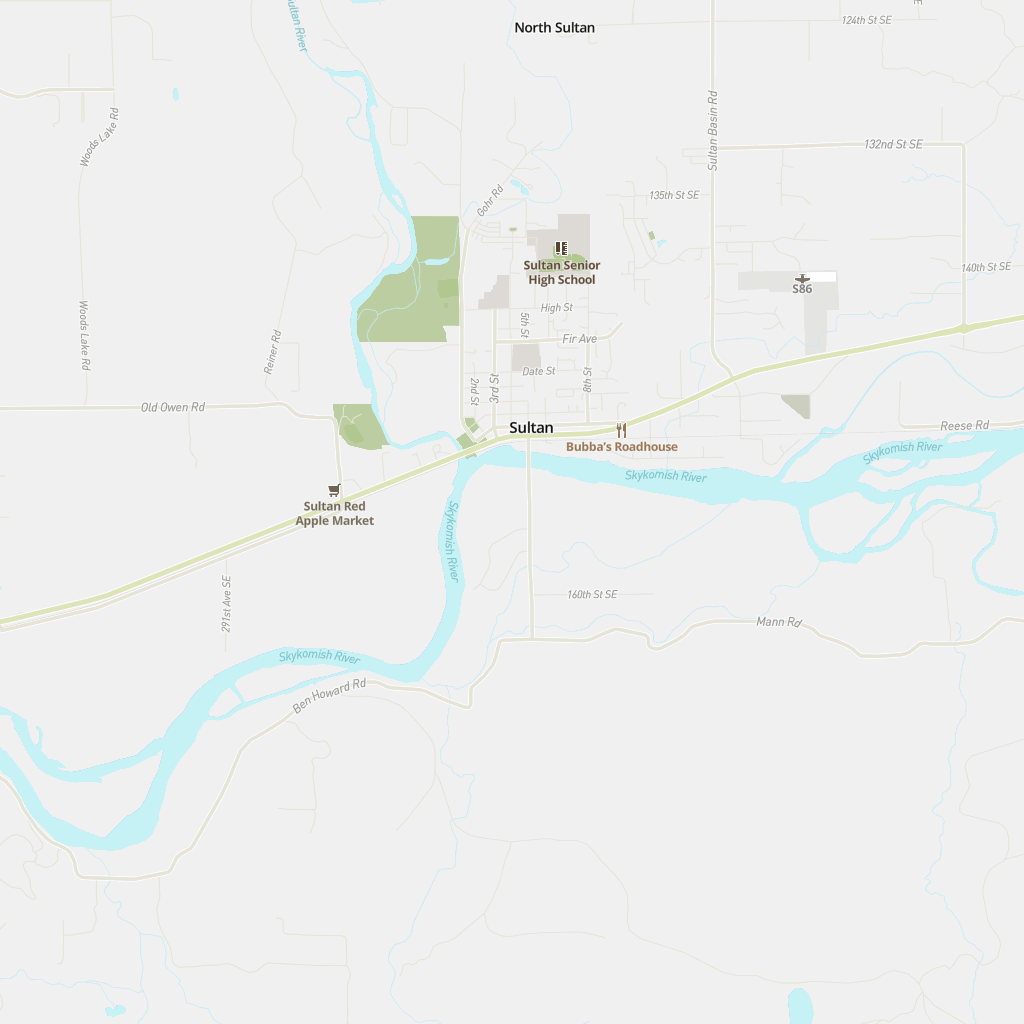 Sultan River
North Sultan
124th St SE
SE
Woods Lake Rd
Sultan Basin Rd
132nd St SE
135th St SE
Gohr Rd
Sultan Senior
High School
140th St SE
S86
Woods Lake Rd
Reiner Rd
High St
5th St
Fir Ave
Date St
2nd St
3rd St
8th St
Old Owen Rd
Sultan
Bubba's Roadhouse
Reese Rd
Skykomish River
Skykomish River
Sultan Red
Apple Market
Skykomish River
291st Ave SE
160th St SE
Mann Rd
Skykomish River
Ben Howard Rd